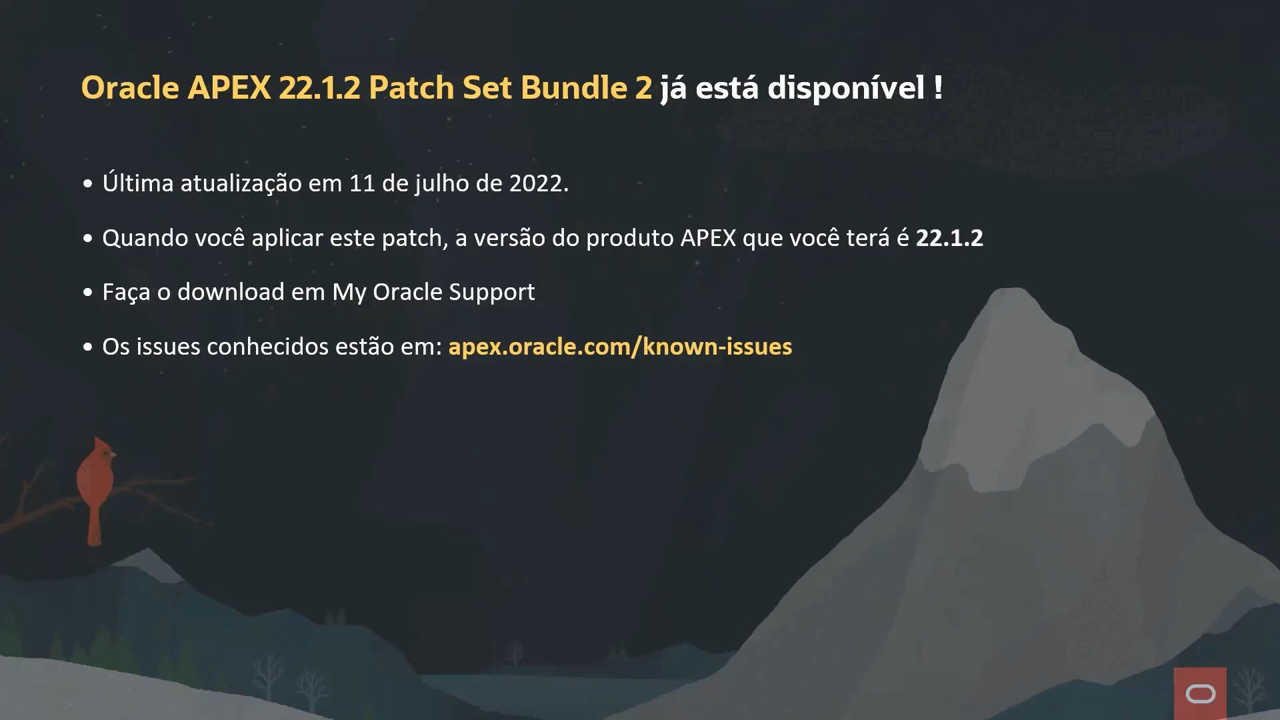 Oracle APEX 22.1.2 Patch Set Bundle 2 já está disponível !
• Última atualização em 11 de julho de 2022.
• Quando você aplicar este patch, a versão do produto APEX que você terá é 22.1.2
• Faça o download em My Oracle Support
• Os issues conhecidos estão em: apex.oracle.com/known-issues